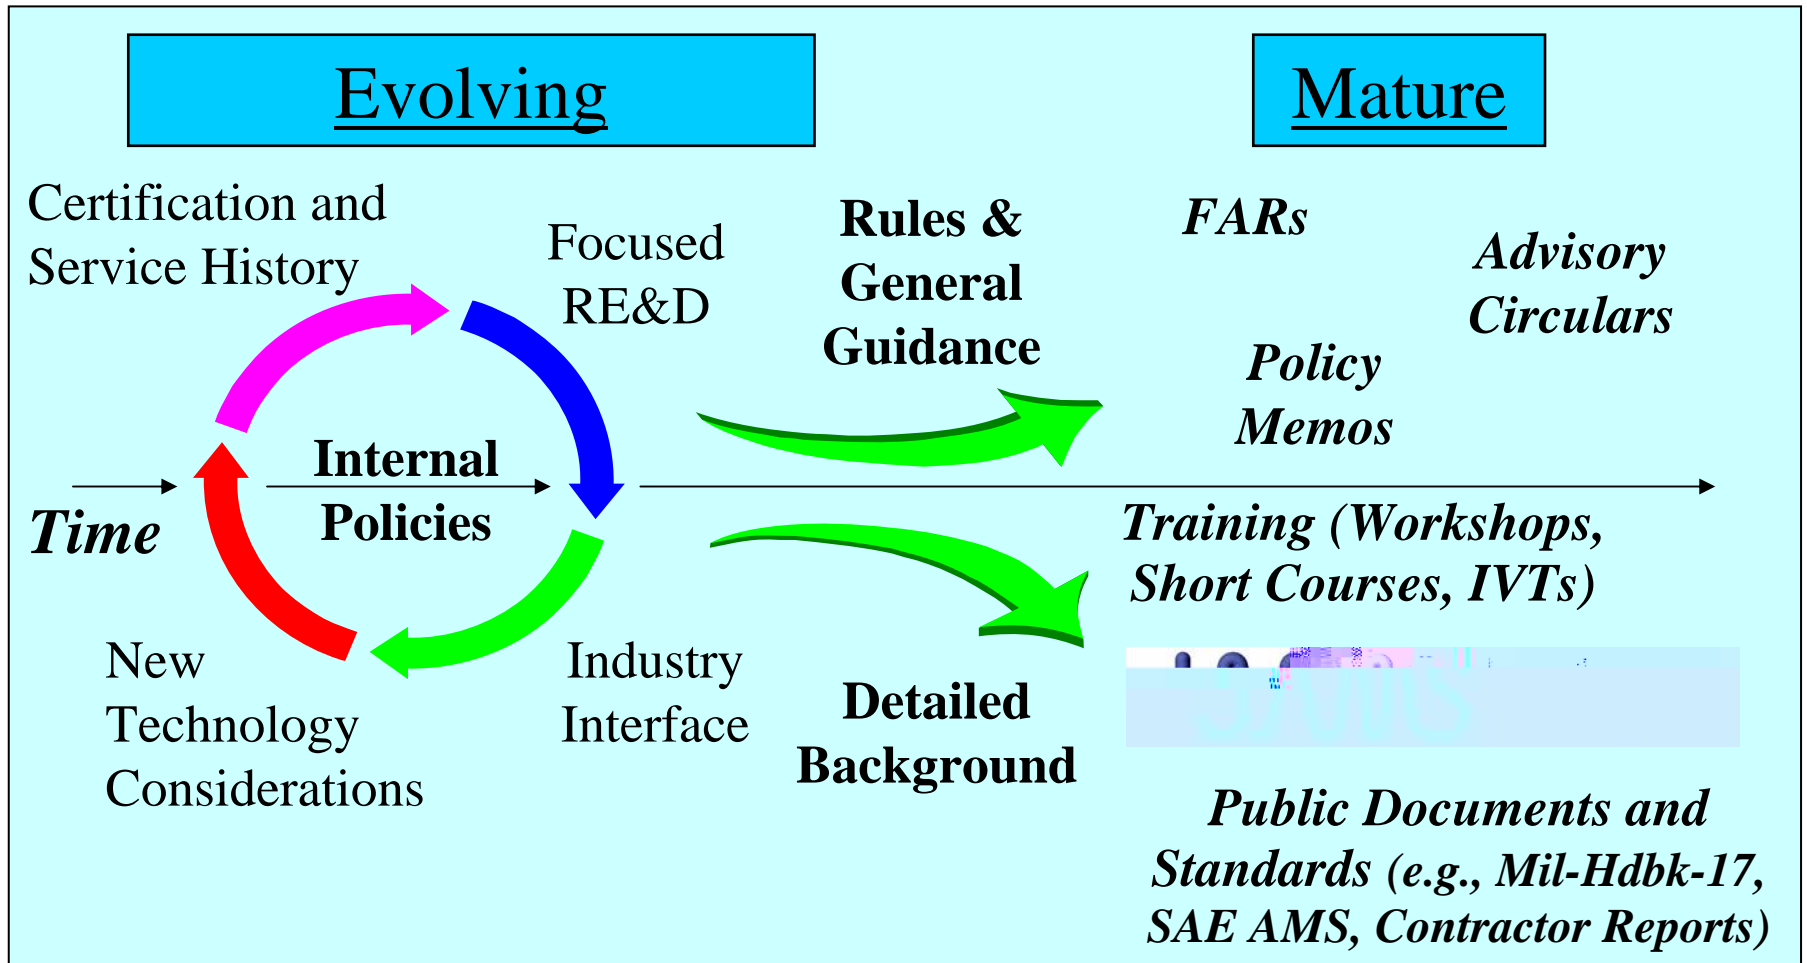 Evolving
Mature
Certification and
Service History
Focused
RE&D
Rules &
General
Guidance
FARs
Advisory
Circulars
Policy
Memos
Internal
Policies
Time
Training (Workshops,
Short Courses, IVTs)
New
Technology
Considerations
Industry
Interface
Detailed
Background
JAMS
Public Documents and
Standards (e.g., Mil-Hdbk-17,
SAE AMS, Contractor Reports)